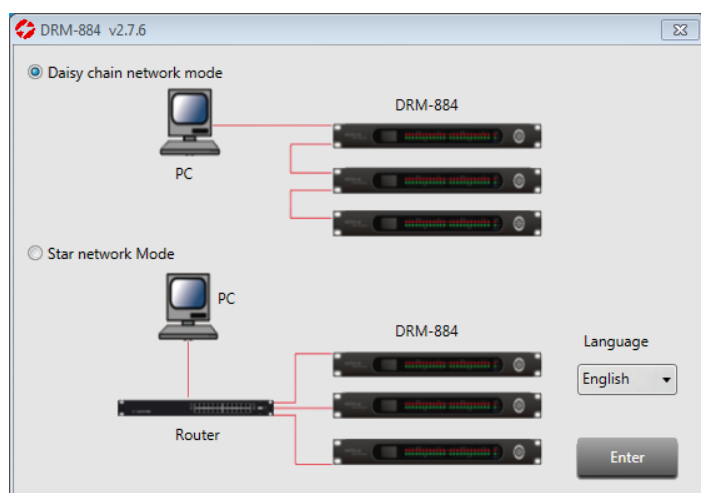 DRM-884 v2.7.6
Daisy chain network mode
DRM-884
PC
Star network Mode
PC
DRM-884
Language
English
Router
Enter